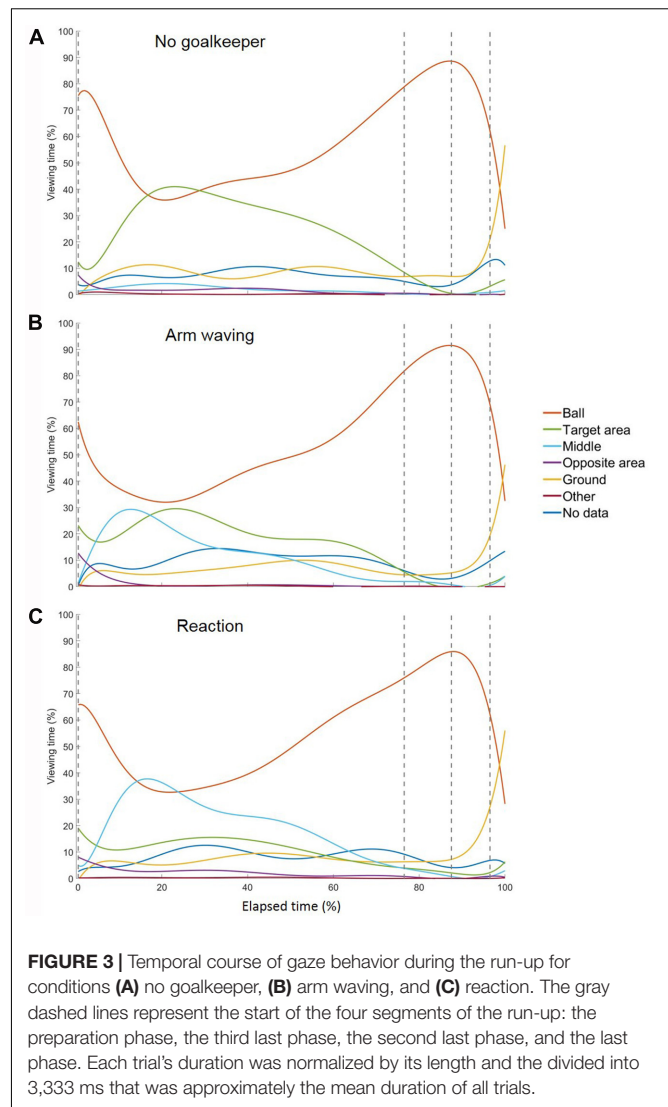 A
No goalkeeper
Viewing time (%)
100
90
80
70
60
50
40
30
20
10
0
B
Arm waving
Viewing time (%)
100
90
80
70
60
50
40
30
20
10
0
Ball
Target area
Middle
Opposite area
Ground
Other
No data
C
Reaction
Viewing time (%)
100
90
80
70
60
50
40
30
20
10
0
0 20 40 60 80 100
Elapsed time (%)
FIGURE 3 | Temporal course of gaze behavior during the run-up for
conditions (A) no goalkeeper, (B) arm waving, and (C) reaction. The gray
dashed lines represent the start of the four segments of the run-up: the
preparation phase, the third last phase, the second last phase, and the last
phase. Each trial's duration was normalized by its length and the divided into
3,333 ms that was approximately the mean duration of all trials.